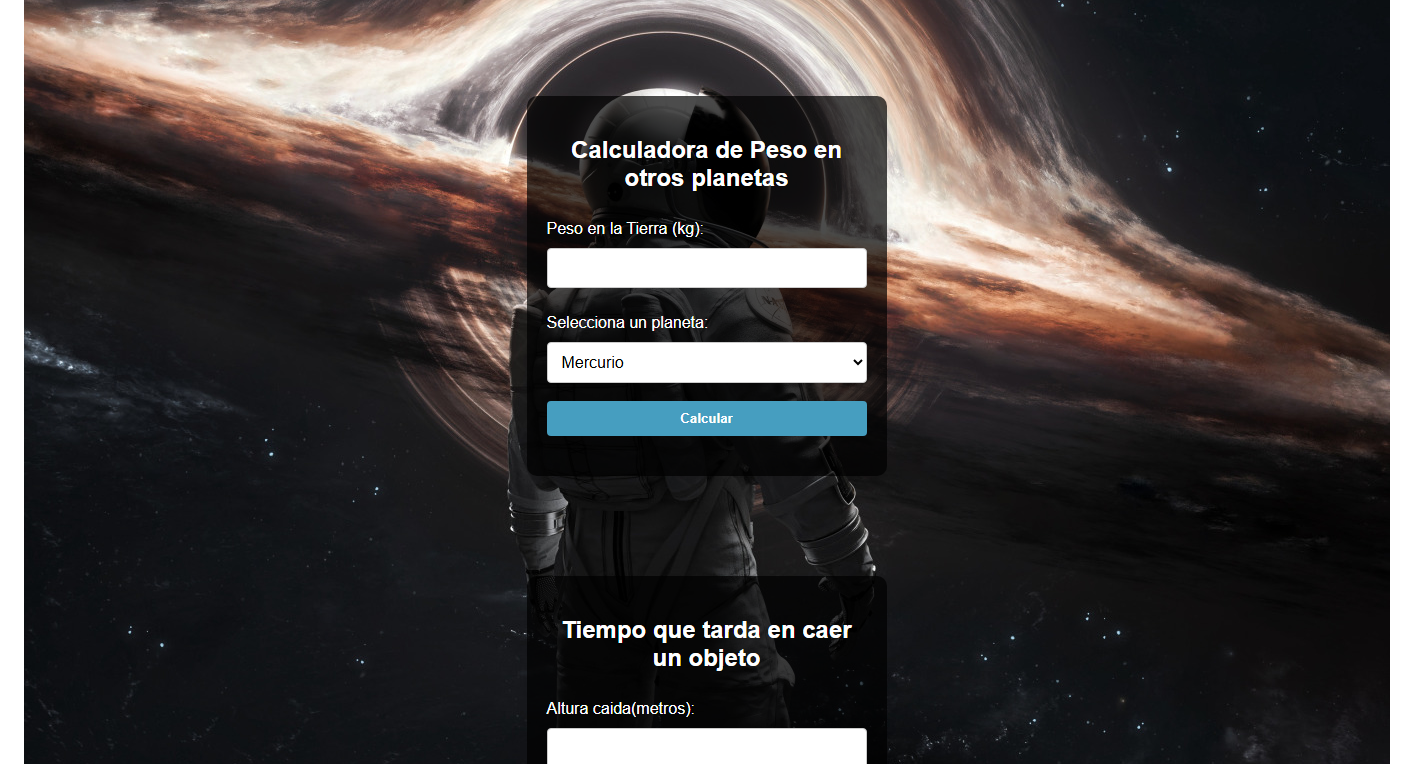 Calculadora de Peso en
otros planetas
Peso en la Tierra (kg):
Selecciona un planeta:
Mercurio
Calcular
Tiempo que tarda en caer
un objeto
Altura caida(metros):